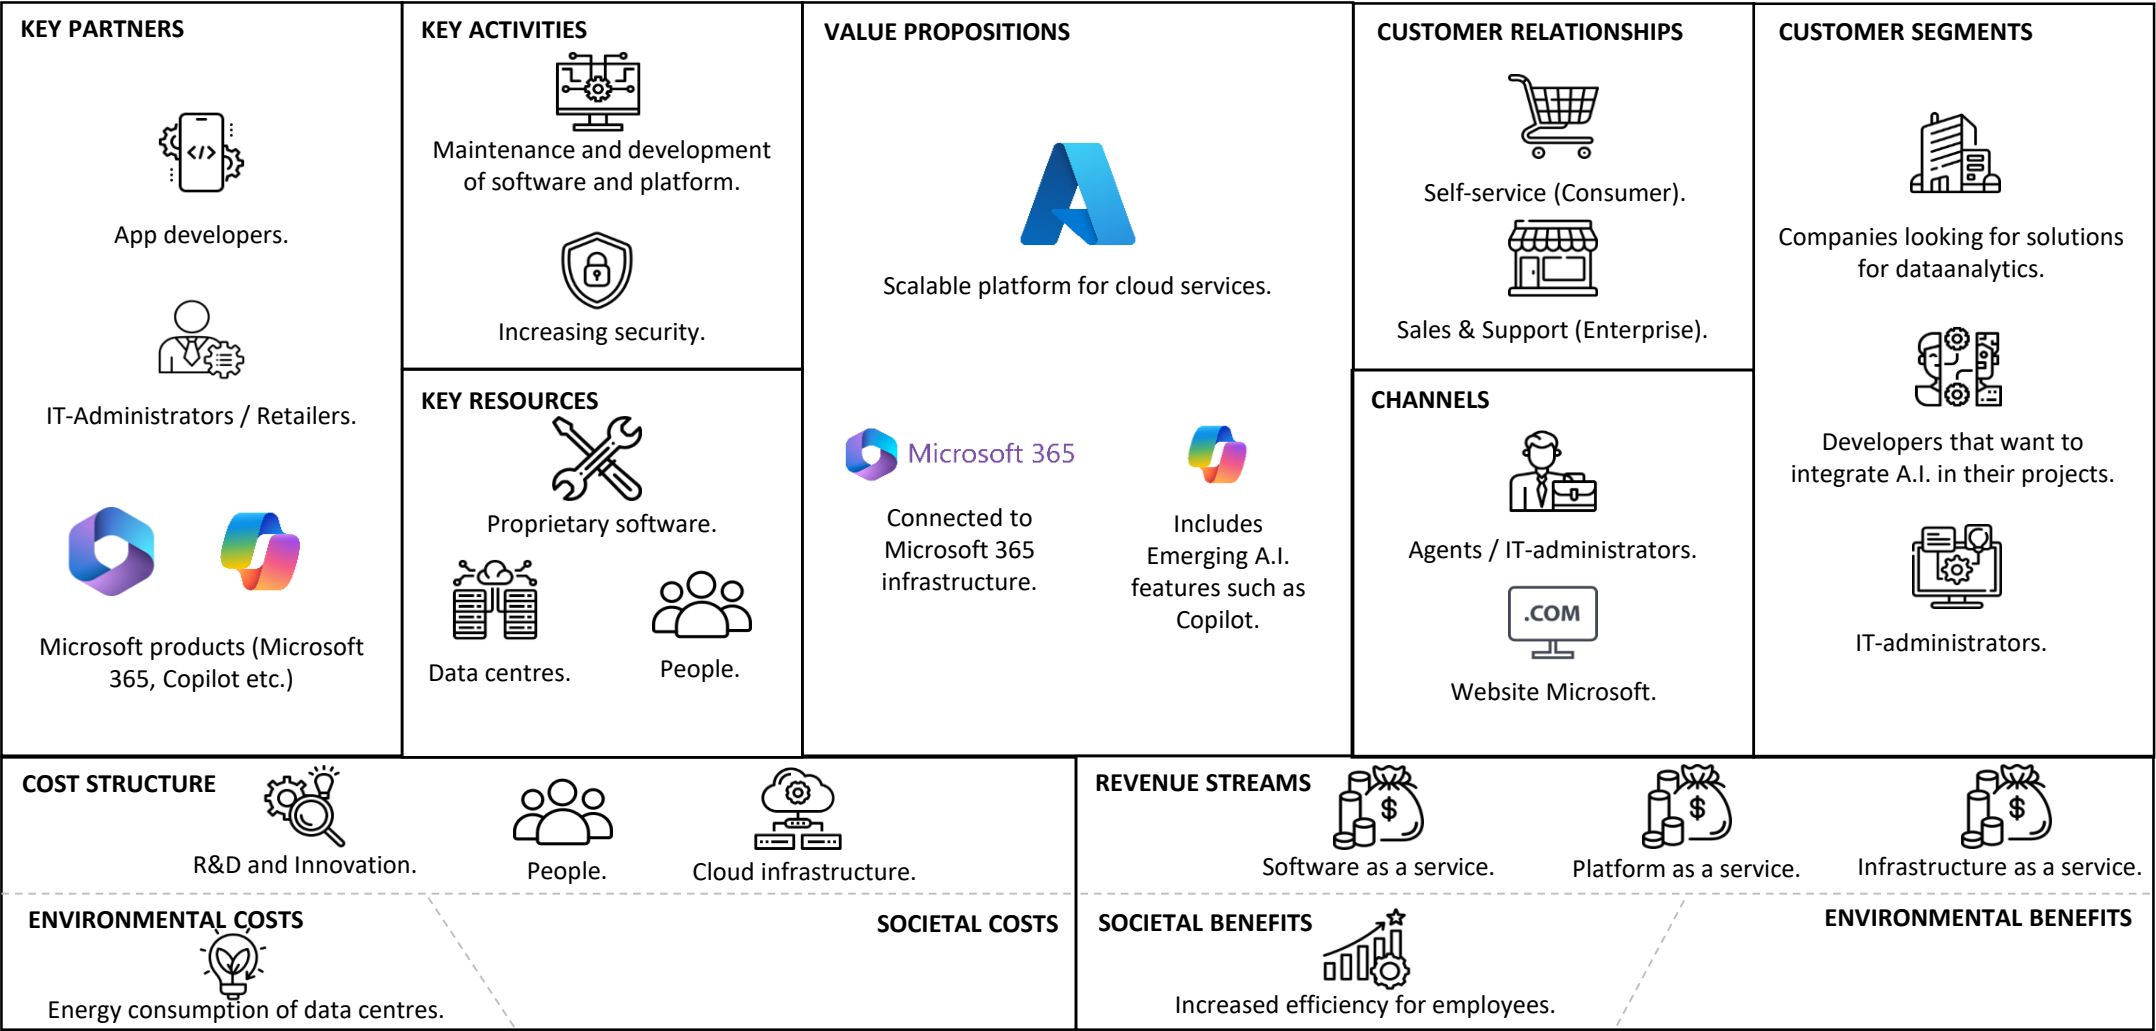 KEY PARTNERS
</>
App developers.
IT-Administrators / Retailers.
Microsoft products (Microsoft
365, Copilot etc.)
KEY ACTIVITIES
Maintenance and development
of software and platform.
Increasing security.
KEY RESOURCES
Proprietary software.
Data centres.
People.
VALUE PROPOSITIONS
Scalable platform for cloud services.
Microsoft 365
Connected to
Microsoft 365
infrastructure.
Includes
Emerging A.I.
features such as
Copilot.
CUSTOMER RELATIONSHIPS
Self-service (Consumer).
Sales & Support (Enterprise).
CHANNELS
Agents / IT-administrators.
.COM
Website Microsoft.
CUSTOMER SEGMENTS
Companies looking for solutions
for dataanalytics.
Developers that want to
integrate A.I. in their projects.
IT-administrators.
COST STRUCTURE
R&D and Innovation.
People.
Cloud infrastructure.
REVENUE STREAMS
$
Software as a service.
$
Platform as a service.
$
Infrastructure as a service.
ENVIRONMENTAL COSTS
Energy consumption of data centres.
SOCIETAL COSTS
SOCIETAL BENEFITS
Increased efficiency for employees.
ENVIRONMENTAL BENEFITS